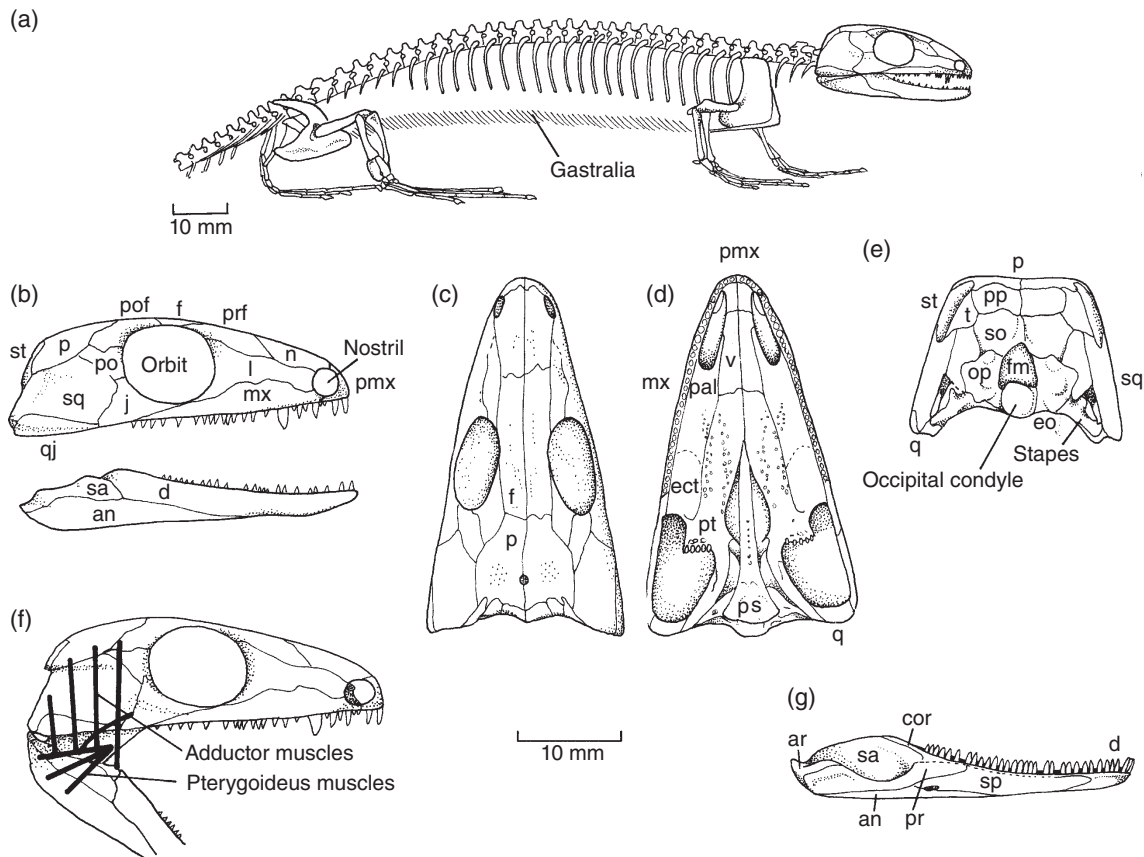 (a)
Gastralia
10 mm
(b)
pof f prf
st p po Orbit n Nostril
l
sq j mx pmx
qj
sa d
an
(c)
f
p
(d)
pmx
v
mx pal
ect
pt
ps
q
(e)
p
st pp
t
so
op fm sq
q eo
Stapes
Occipital condyle
(f)
Adductor muscles
Pterygoideus muscles
10 mm
(g)
cor
ar d
sa
sp
an pr